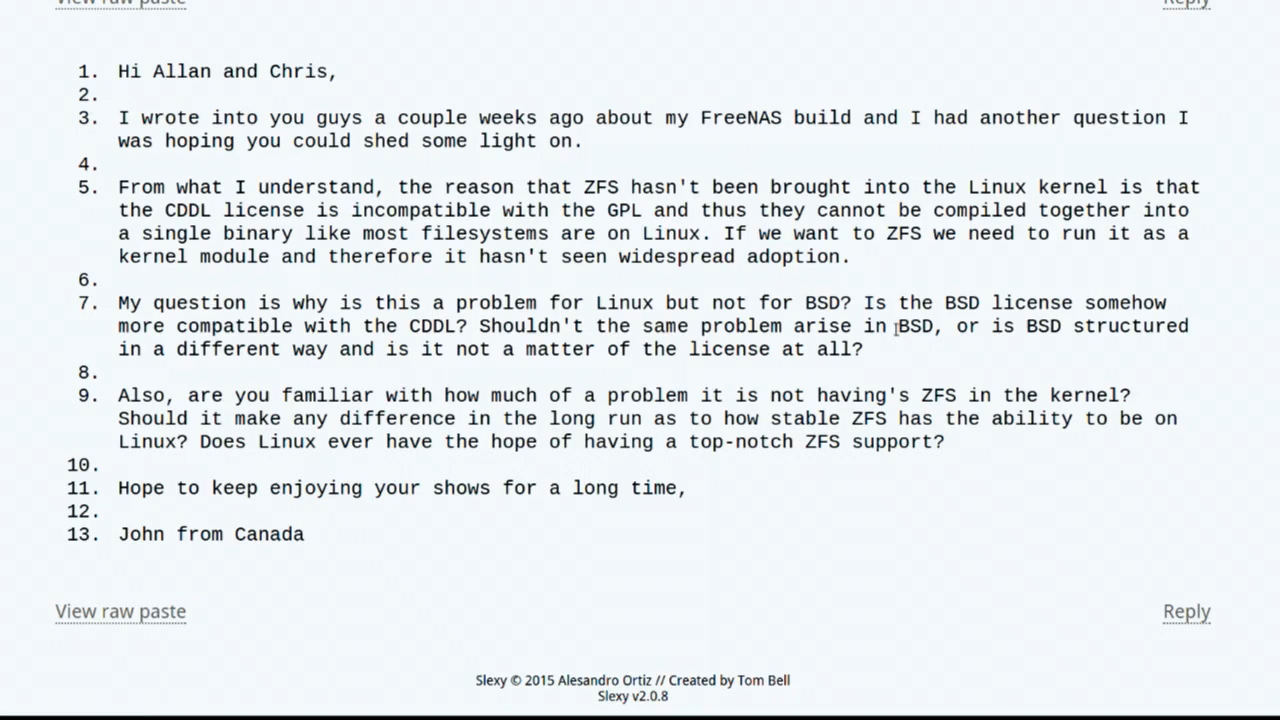 View raw paste Reply
1. Hi Allan and Chris,
2.
3. I wrote into you guys a couple weeks ago about my FreeNAS build and I had another question I
was hoping you could shed some light on.
4.
5. From what I understand, the reason that ZFS hasn't been brought into the Linux kernel is that
the CDDL license is incompatible with the GPL and thus they cannot be compiled together into
a single binary like most filesystems are on Linux. If we want to ZFS we need to run it as a
kernel module and therefore it hasn't seen widespread adoption.
6.
7. My question is why is this a problem for Linux but not for BSD? Is the BSD license somehow
more compatible with the CDDL? Shouldn't the same problem arise in BSD, or is BSD structured
in a different way and is it not a matter of the license at all?
8.
9. Also, are you familiar with how much of a problem it is not having's ZFS in the kernel?
Should it make any difference in the long run as to how stable ZFS has the ability to be on
Linux? Does Linux ever have the hope of having a top-notch ZFS support?
10.
11. Hope to keep enjoying your shows for a long time,
12.
13. John from Canada
View raw paste Reply
Slexy © 2015 Alesandro Ortiz // Created by Tom Bell
Slexy v2.0.8